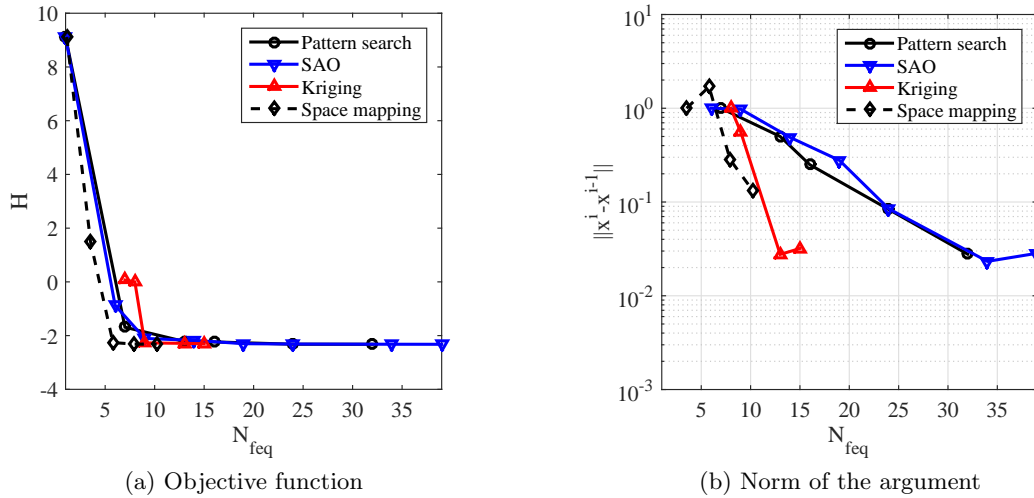 10
8
6
4
2
0
-2
-4
H
5 10 15 20 25 30 35
N_feq
Pattern search
SAO
Kriging
Space mapping
(a) Objective function
10^1
10^0
10^-1
10^-2
10^-3
||x^i-x^i-1||
5 10 15 20 25 30 35
N_feq
Pattern search
SAO
Kriging
Space mapping
(b) Norm of the argument